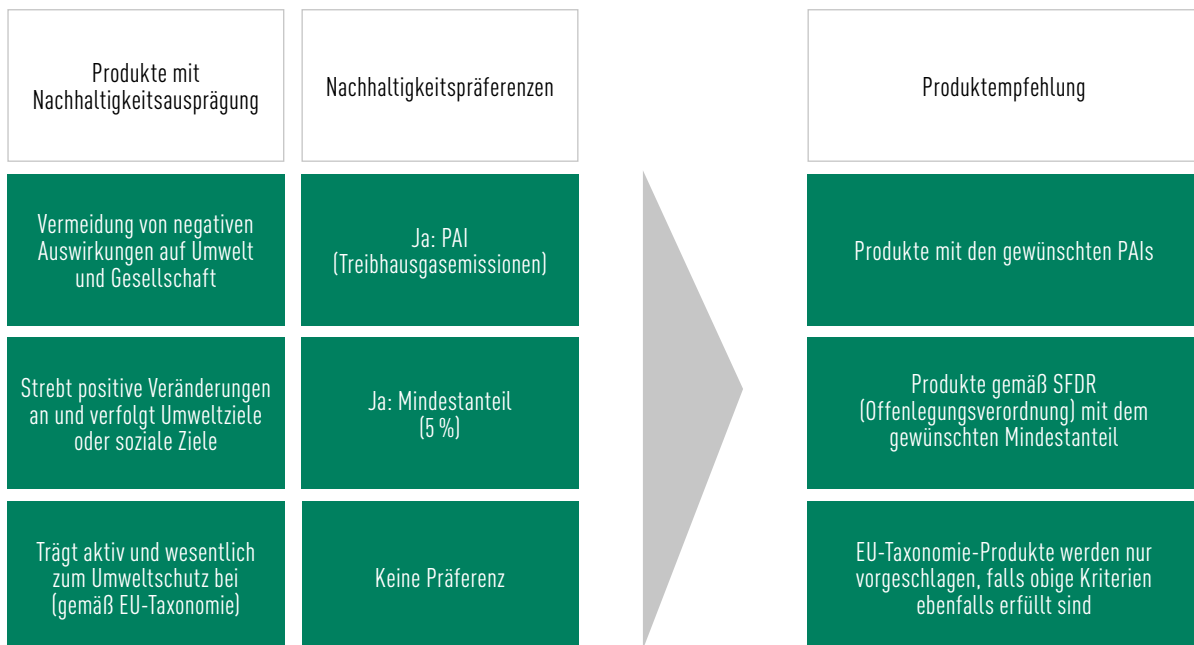 Produkte mit
Nachhaltigkeitsausprägung
Nachhaltigkeitspräferenzen
Produktempfehlung
Vermeidung von negativen
Auswirkungen auf Umwelt
und Gesellschaft
Ja: PAI
(Treibhausgasemissionen)
Produkte mit den gewünschten PAIs
Strebt positive Veränderungen
an und verfolgt Umweltziele
oder soziale Ziele
Ja: Mindestanteil
(5 %)
Produkte gemäß SFDR
(Offenlegungsverordnung) mit dem
gewünschten Mindestanteil
Trägt aktiv und wesentlich
zum Umweltschutz bei
(gemäß EU-Taxonomie)
Keine Präferenz
EU-Taxonomie-Produkte werden nur
vorgeschlagen, falls obige Kriterien
ebenfalls erfüllt sind